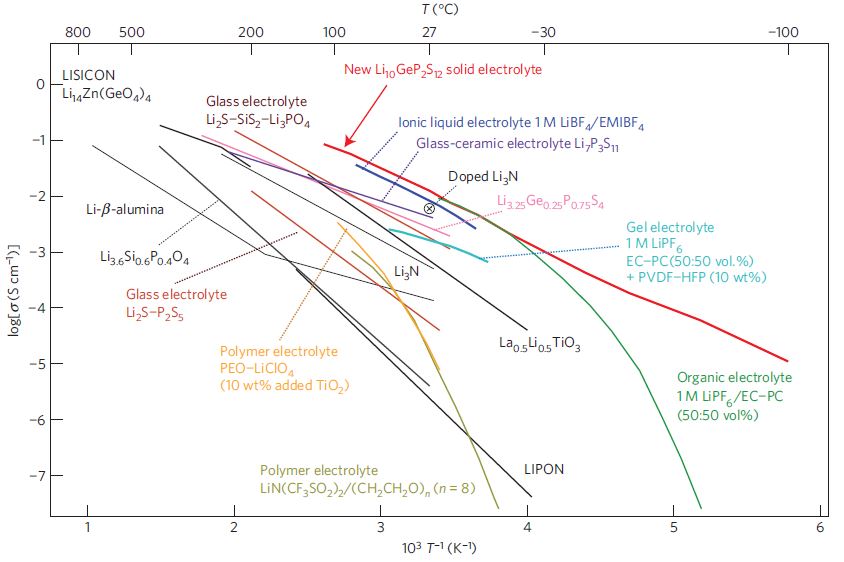 T (°C)
800 500 200 100 27 −30 −100
0
−1
−2
−3
−4
−5
−6
−7
log[σ (S cm⁻¹)]
1 2 3 4 5 6
10³ T⁻¹ (K⁻¹)
LISICON
Li₁₄Zn(GeO₄)₄
New Li₁₀GeP₂S₁₂ solid electrolyte
Glass electrolyte
Li₂S–SiS₂–Li₃PO₄
Ionic liquid electrolyte 1 M LiBF₄/EMIBF₄
Glass-ceramic electrolyte Li₇P₃S₁₁
Doped Li₃N
Li₃.₂₅Ge₀.₂₅P₀.₇₅S₄
Li-β-alumina
Gel electrolyte
1 M LiPF₆
EC–PC(50:50 vol.%)
+ PVDF–HFP (10 wt%)
Li₃.₆Si₀.₆P₀.₄O₄
Li₃N
Glass electrolyte
Li₂S–P₂S₅
La₀.₅Li₀.₅TiO₃
Polymer electrolyte
PEO–LiClO₄
(10 wt% added TiO₂)
Organic electrolyte
1 M LiPF₆/EC–PC
(50:50 vol%)
Polymer electrolyte
LiN(CF₃SO₂)₂/(CH₂CH₂O)ₙ (n = 8)
LIPON